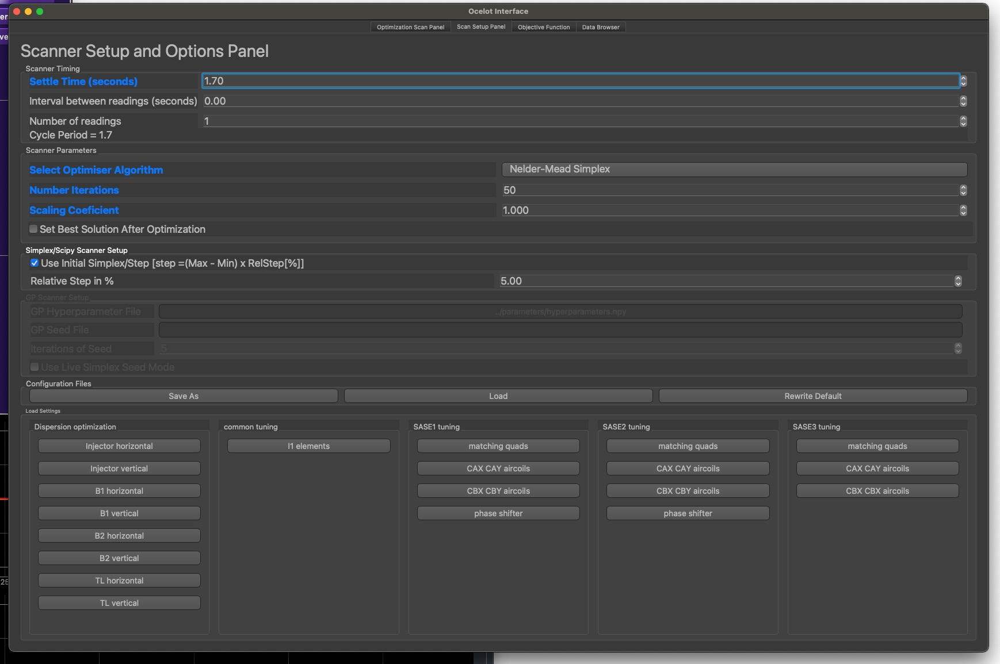 Ocelot Interface
Optimization Scan Panel
Scan Setup Panel
Objective Function
Data Browser
Scanner Setup and Options Panel
Scanner Timing
Settle Time (seconds) 1.70
Interval between readings (seconds) 0.00
Number of readings 1
Cycle Period = 1.7
Scanner Parameters
Select Optimiser Algorithm Nelder-Mead Simplex
Number Iterations 50
Scaling Coeficient 1.000
Set Best Solution After Optimization
Simplex/Scipy Scanner Setup
Use Initial Simplex/Step [step =(Max - Min) x RelStep[%]]
Relative Step in % 5.00
GP Scanner Setup
GP Hyperparameter File ../parameters/hyperparameters.npy
GP Seed File
Iterations of Seed 5
Use Live Simplex Seed Mode
Configuration Files
Save As
Load
Rewrite Default
Load Settings
Dispersion optimization
Injector horizontal
Injector vertical
B1 horizontal
B1 vertical
B2 horizontal
B2 vertical
TL horizontal
TL vertical
common tuning
I1 elements
SASE1 tuning
matching quads
CAX CAY aircoils
CBX CBY aircoils
phase shifter
SASE2 tuning
matching quads
CAX CAY aircoils
CBX CBY aircoils
phase shifter
SASE3 tuning
matching quads
CAX CAY aircoils
CBX CBX aircoils
25